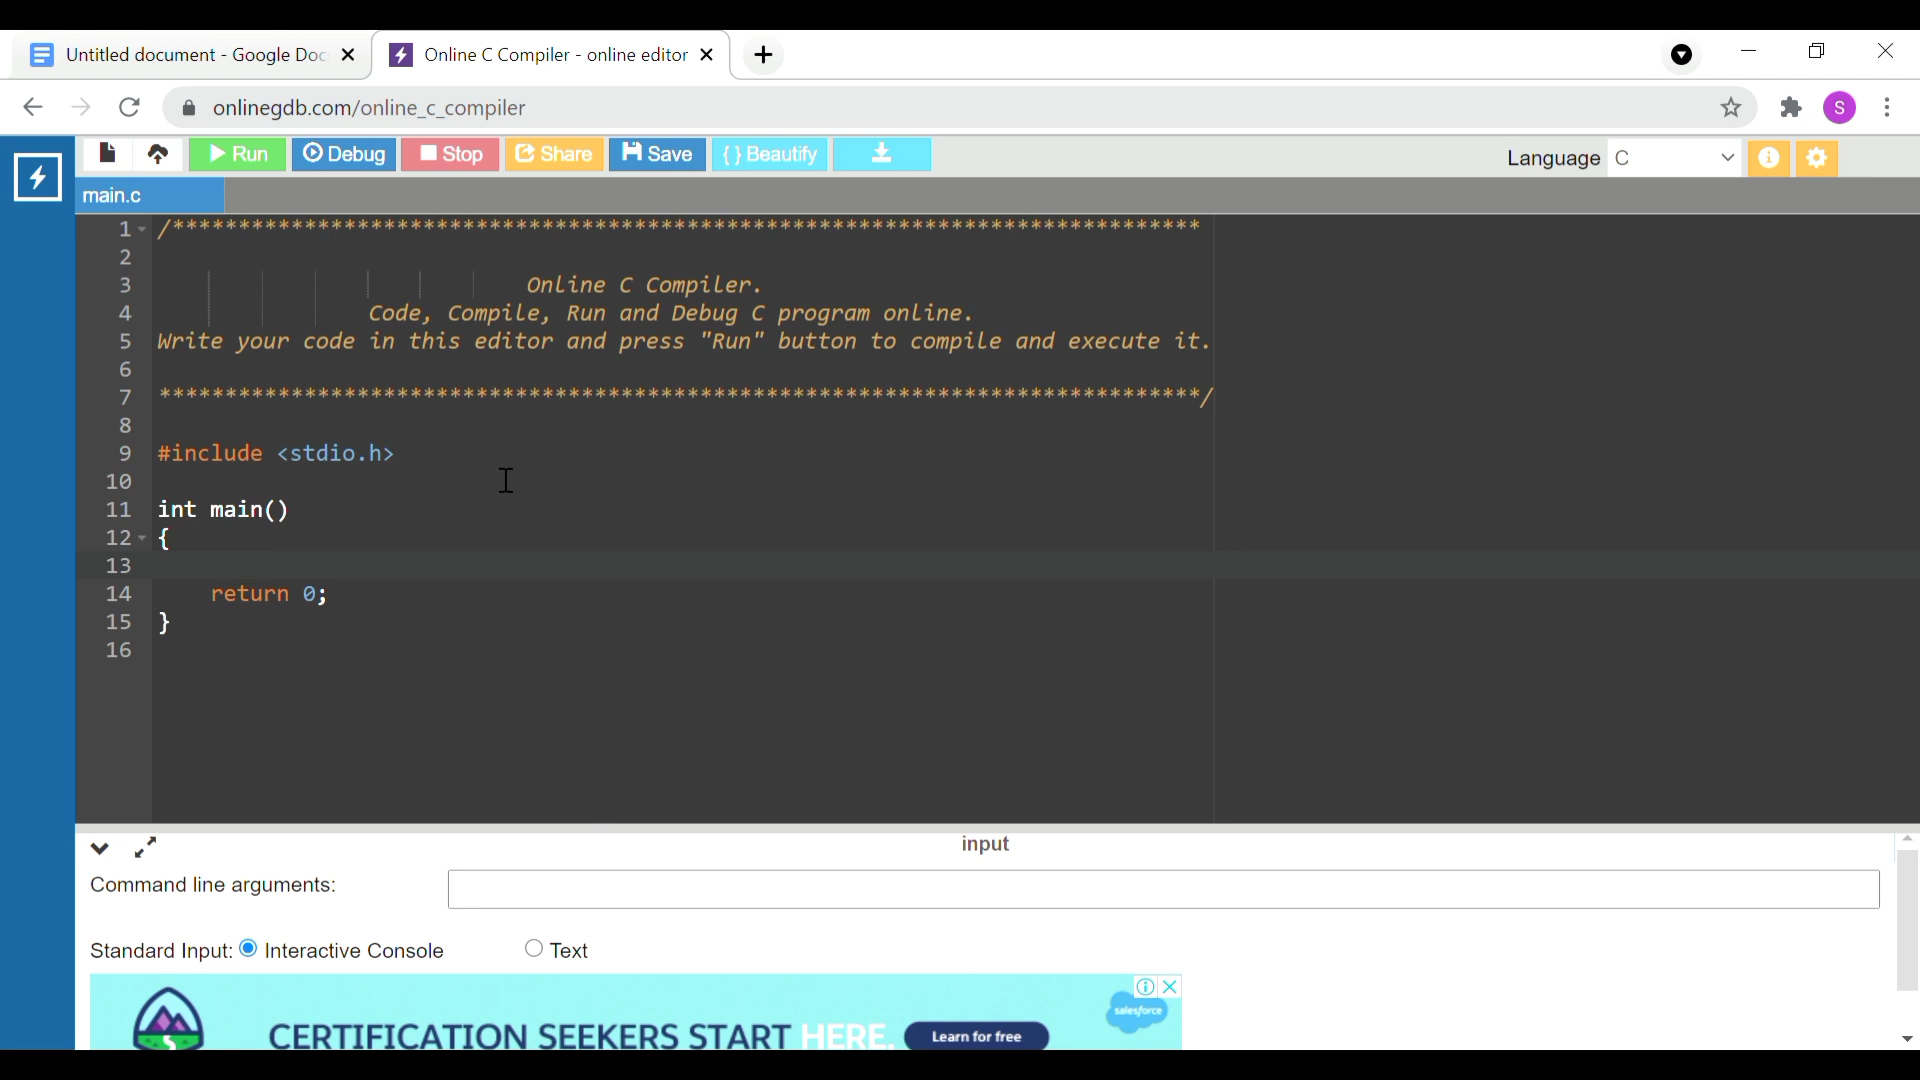 Untitled document - Google Doc
Online C Compiler - online editor
onlinegdb.com/online_c_compiler
S
Run
Debug
Stop
Share
Save
{ } Beautify
Language
C
main.c
1 /******************************************************************************
2
3 Online C Compiler.
4 Code, Compile, Run and Debug C program online.
5 Write your code in this editor and press "Run" button to compile and execute it.
6
7 *******************************************************************************/
8
9 #include <stdio.h>
10
11 int main()
12 {
13
14 return 0;
15 }
16
input
Command line arguments:
Standard Input: Interactive Console Text
CERTIFICATION SEEKERS START HERE.
Learn for free
salesforce